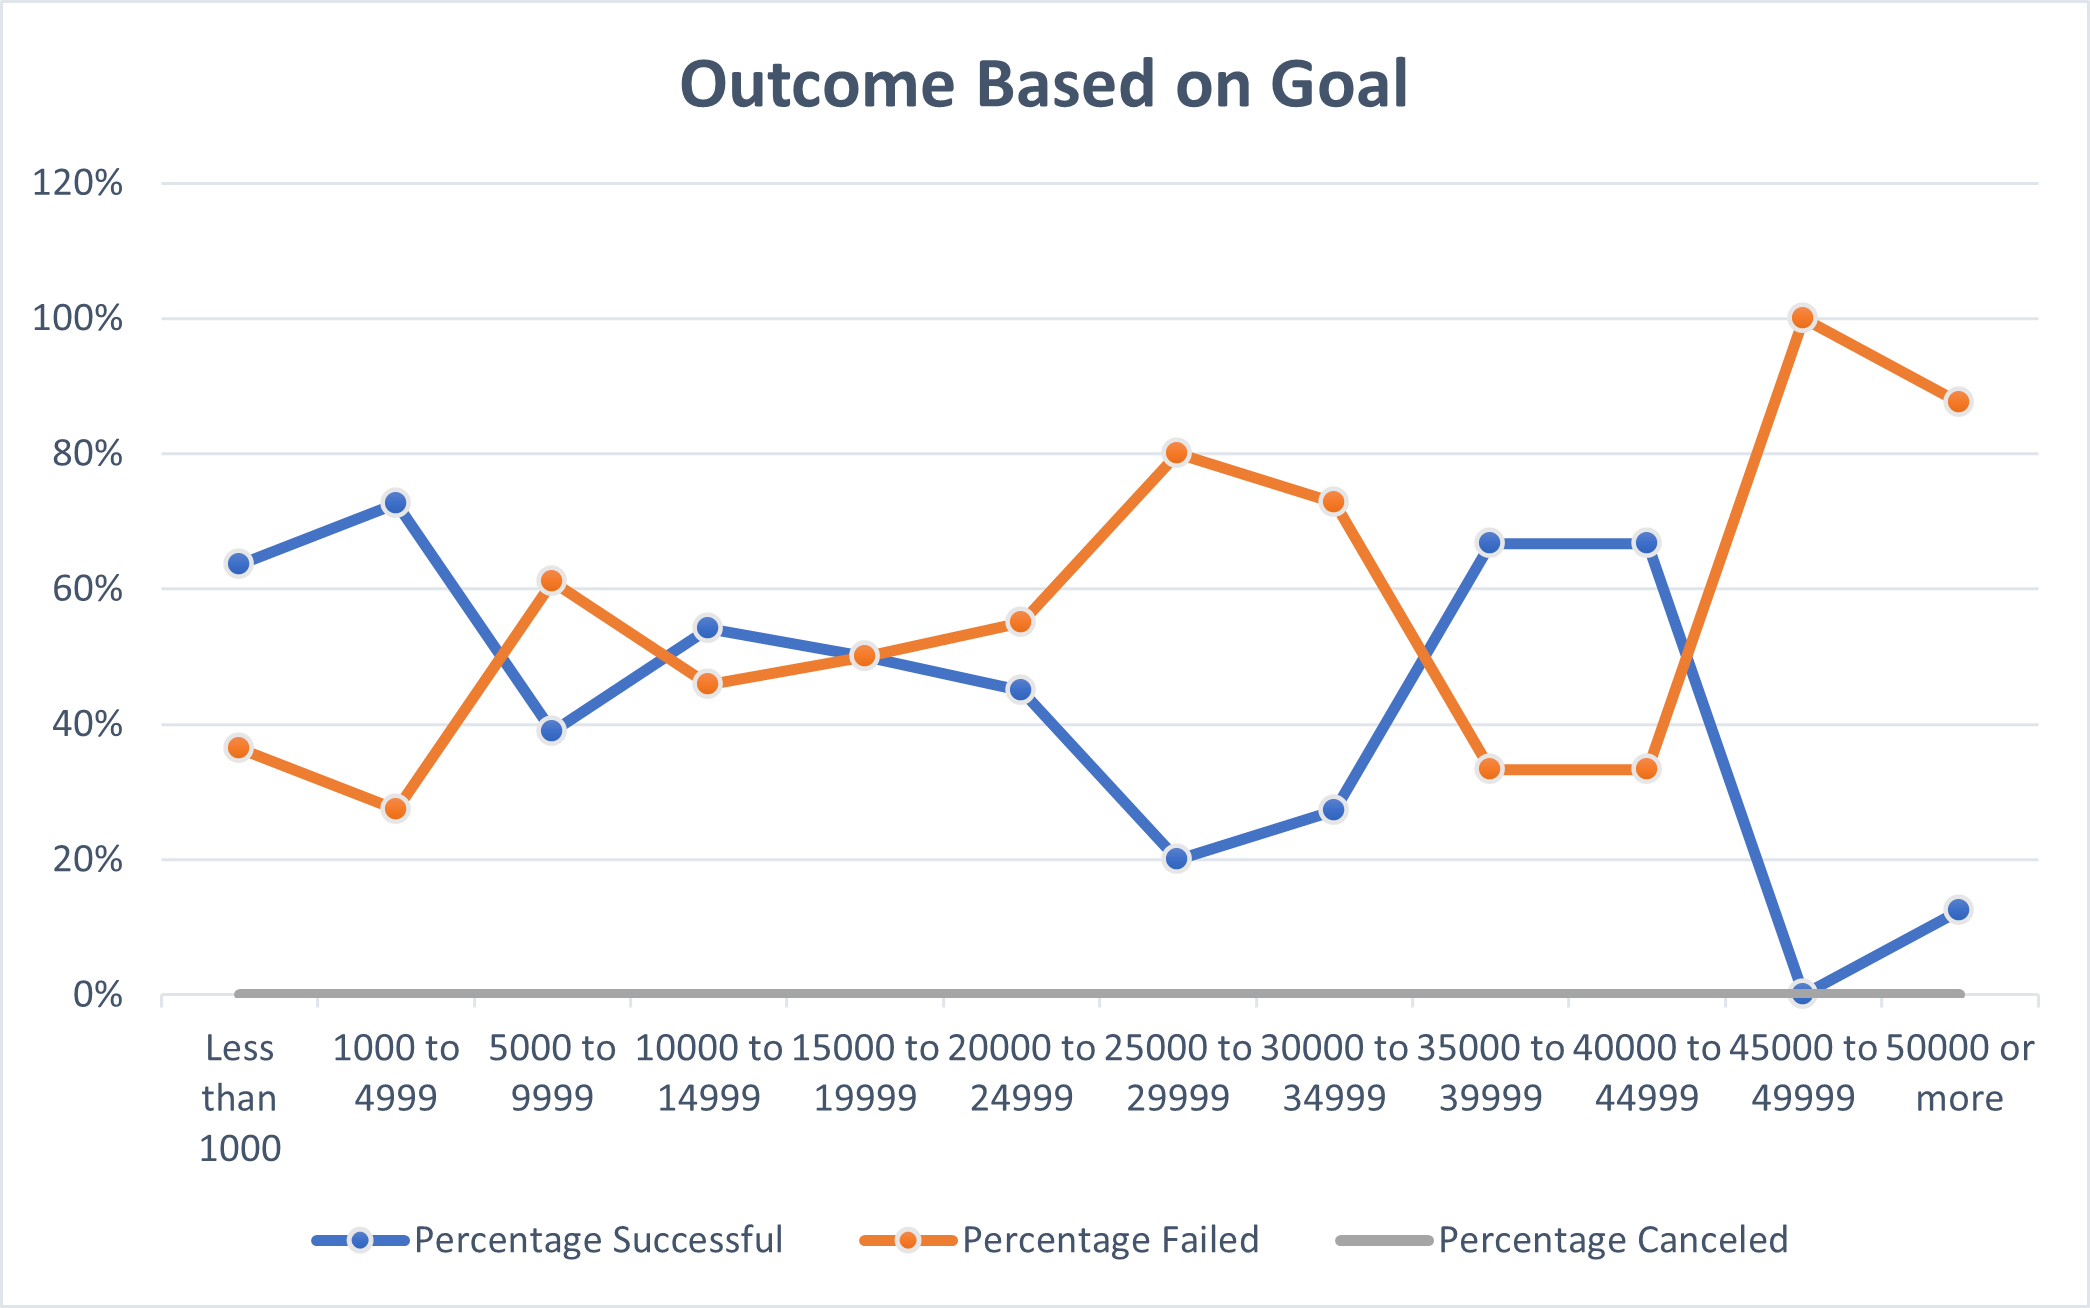 Outcome Based on Goal
120%
100%
80%
60%
40%
20%
0%
Less than 1000
1000 to 4999
5000 to 9999
10000 to 14999
15000 to 19999
20000 to 24999
25000 to 29999
30000 to 34999
35000 to 39999
40000 to 44999
45000 to 49999
50000 or more
Percentage Successful
Percentage Failed
Percentage Canceled